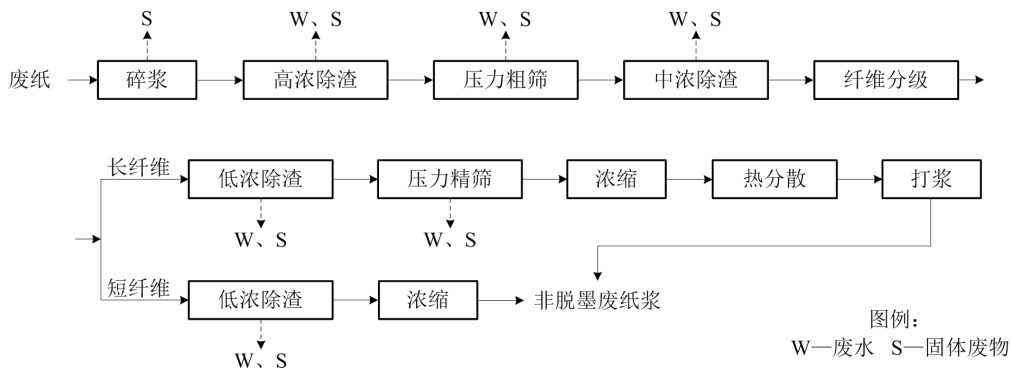 S
W、S
W、S
W、S
废纸
碎浆
高浓除渣
压力粗筛
中浓除渣
纤维分级
长纤维
低浓除渣
压力精筛
浓缩
热分散
打浆
W、S
W、S
短纤维
低浓除渣
浓缩
非脱墨废纸浆
W、S
图例：
W—废水 S—固体废物